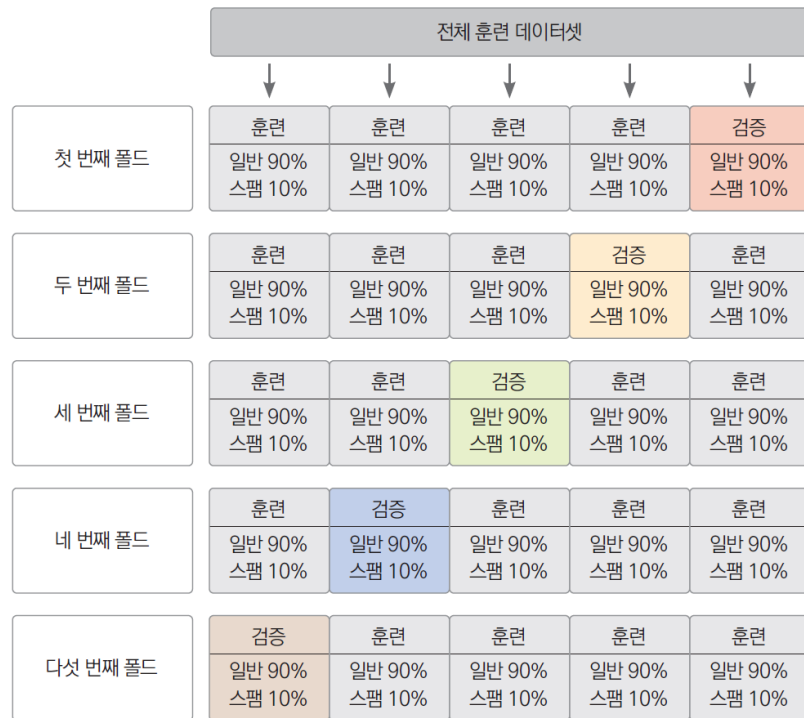 전체 훈련 데이터셋
첫 번째 폴드
훈련 훈련 훈련 훈련 검증
일반 90% 일반 90% 일반 90% 일반 90% 일반 90%
스팸 10% 스팸 10% 스팸 10% 스팸 10% 스팸 10%
두 번째 폴드
훈련 훈련 훈련 검증 훈련
일반 90% 일반 90% 일반 90% 일반 90% 일반 90%
스팸 10% 스팸 10% 스팸 10% 스팸 10% 스팸 10%
세 번째 폴드
훈련 훈련 검증 훈련 훈련
일반 90% 일반 90% 일반 90% 일반 90% 일반 90%
스팸 10% 스팸 10% 스팸 10% 스팸 10% 스팸 10%
네 번째 폴드
훈련 검증 훈련 훈련 훈련
일반 90% 일반 90% 일반 90% 일반 90% 일반 90%
스팸 10% 스팸 10% 스팸 10% 스팸 10% 스팸 10%
다섯 번째 폴드
검증 훈련 훈련 훈련 훈련
일반 90% 일반 90% 일반 90% 일반 90% 일반 90%
스팸 10% 스팸 10% 스팸 10% 스팸 10% 스팸 10%